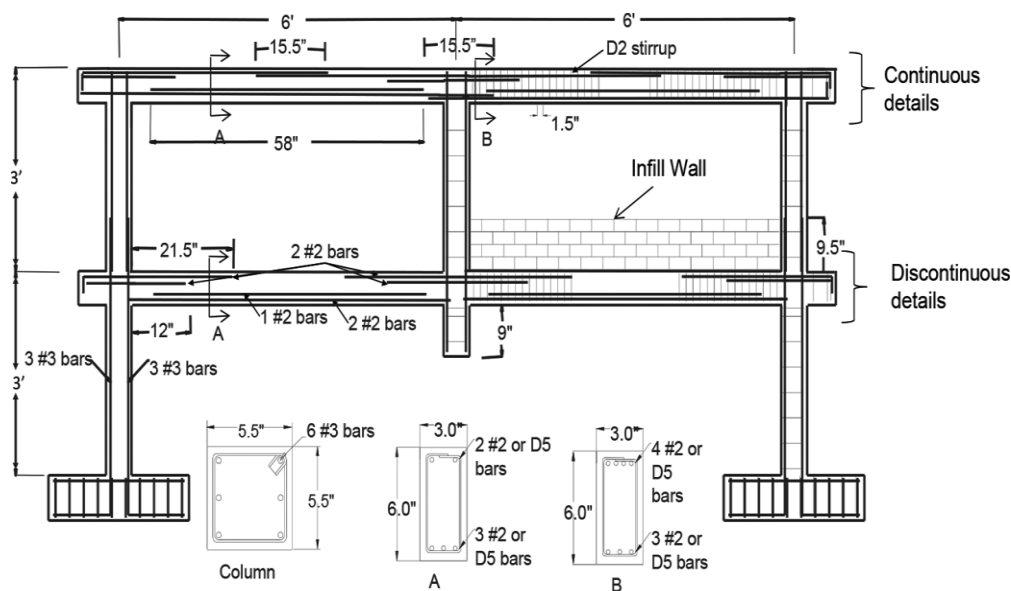 6'
6'
15.5"
15.5"
D2 stirrup
Continuous
details
A
B
1.5"
58"
3'
Infill Wall
21.5"
2 #2 bars
9.5"
Discontinuous
details
1 #2 bars
2 #2 bars
12"
A
9"
3 #3 bars
3 #3 bars
3'
5.5"
6 #3 bars
5.5"
Column
3.0"
2 #2 or D5
bars
6.0"
3 #2 or
D5 bars
A
3.0"
4 #2 or
D5
bars
6.0"
3 #2 or
D5 bars
B